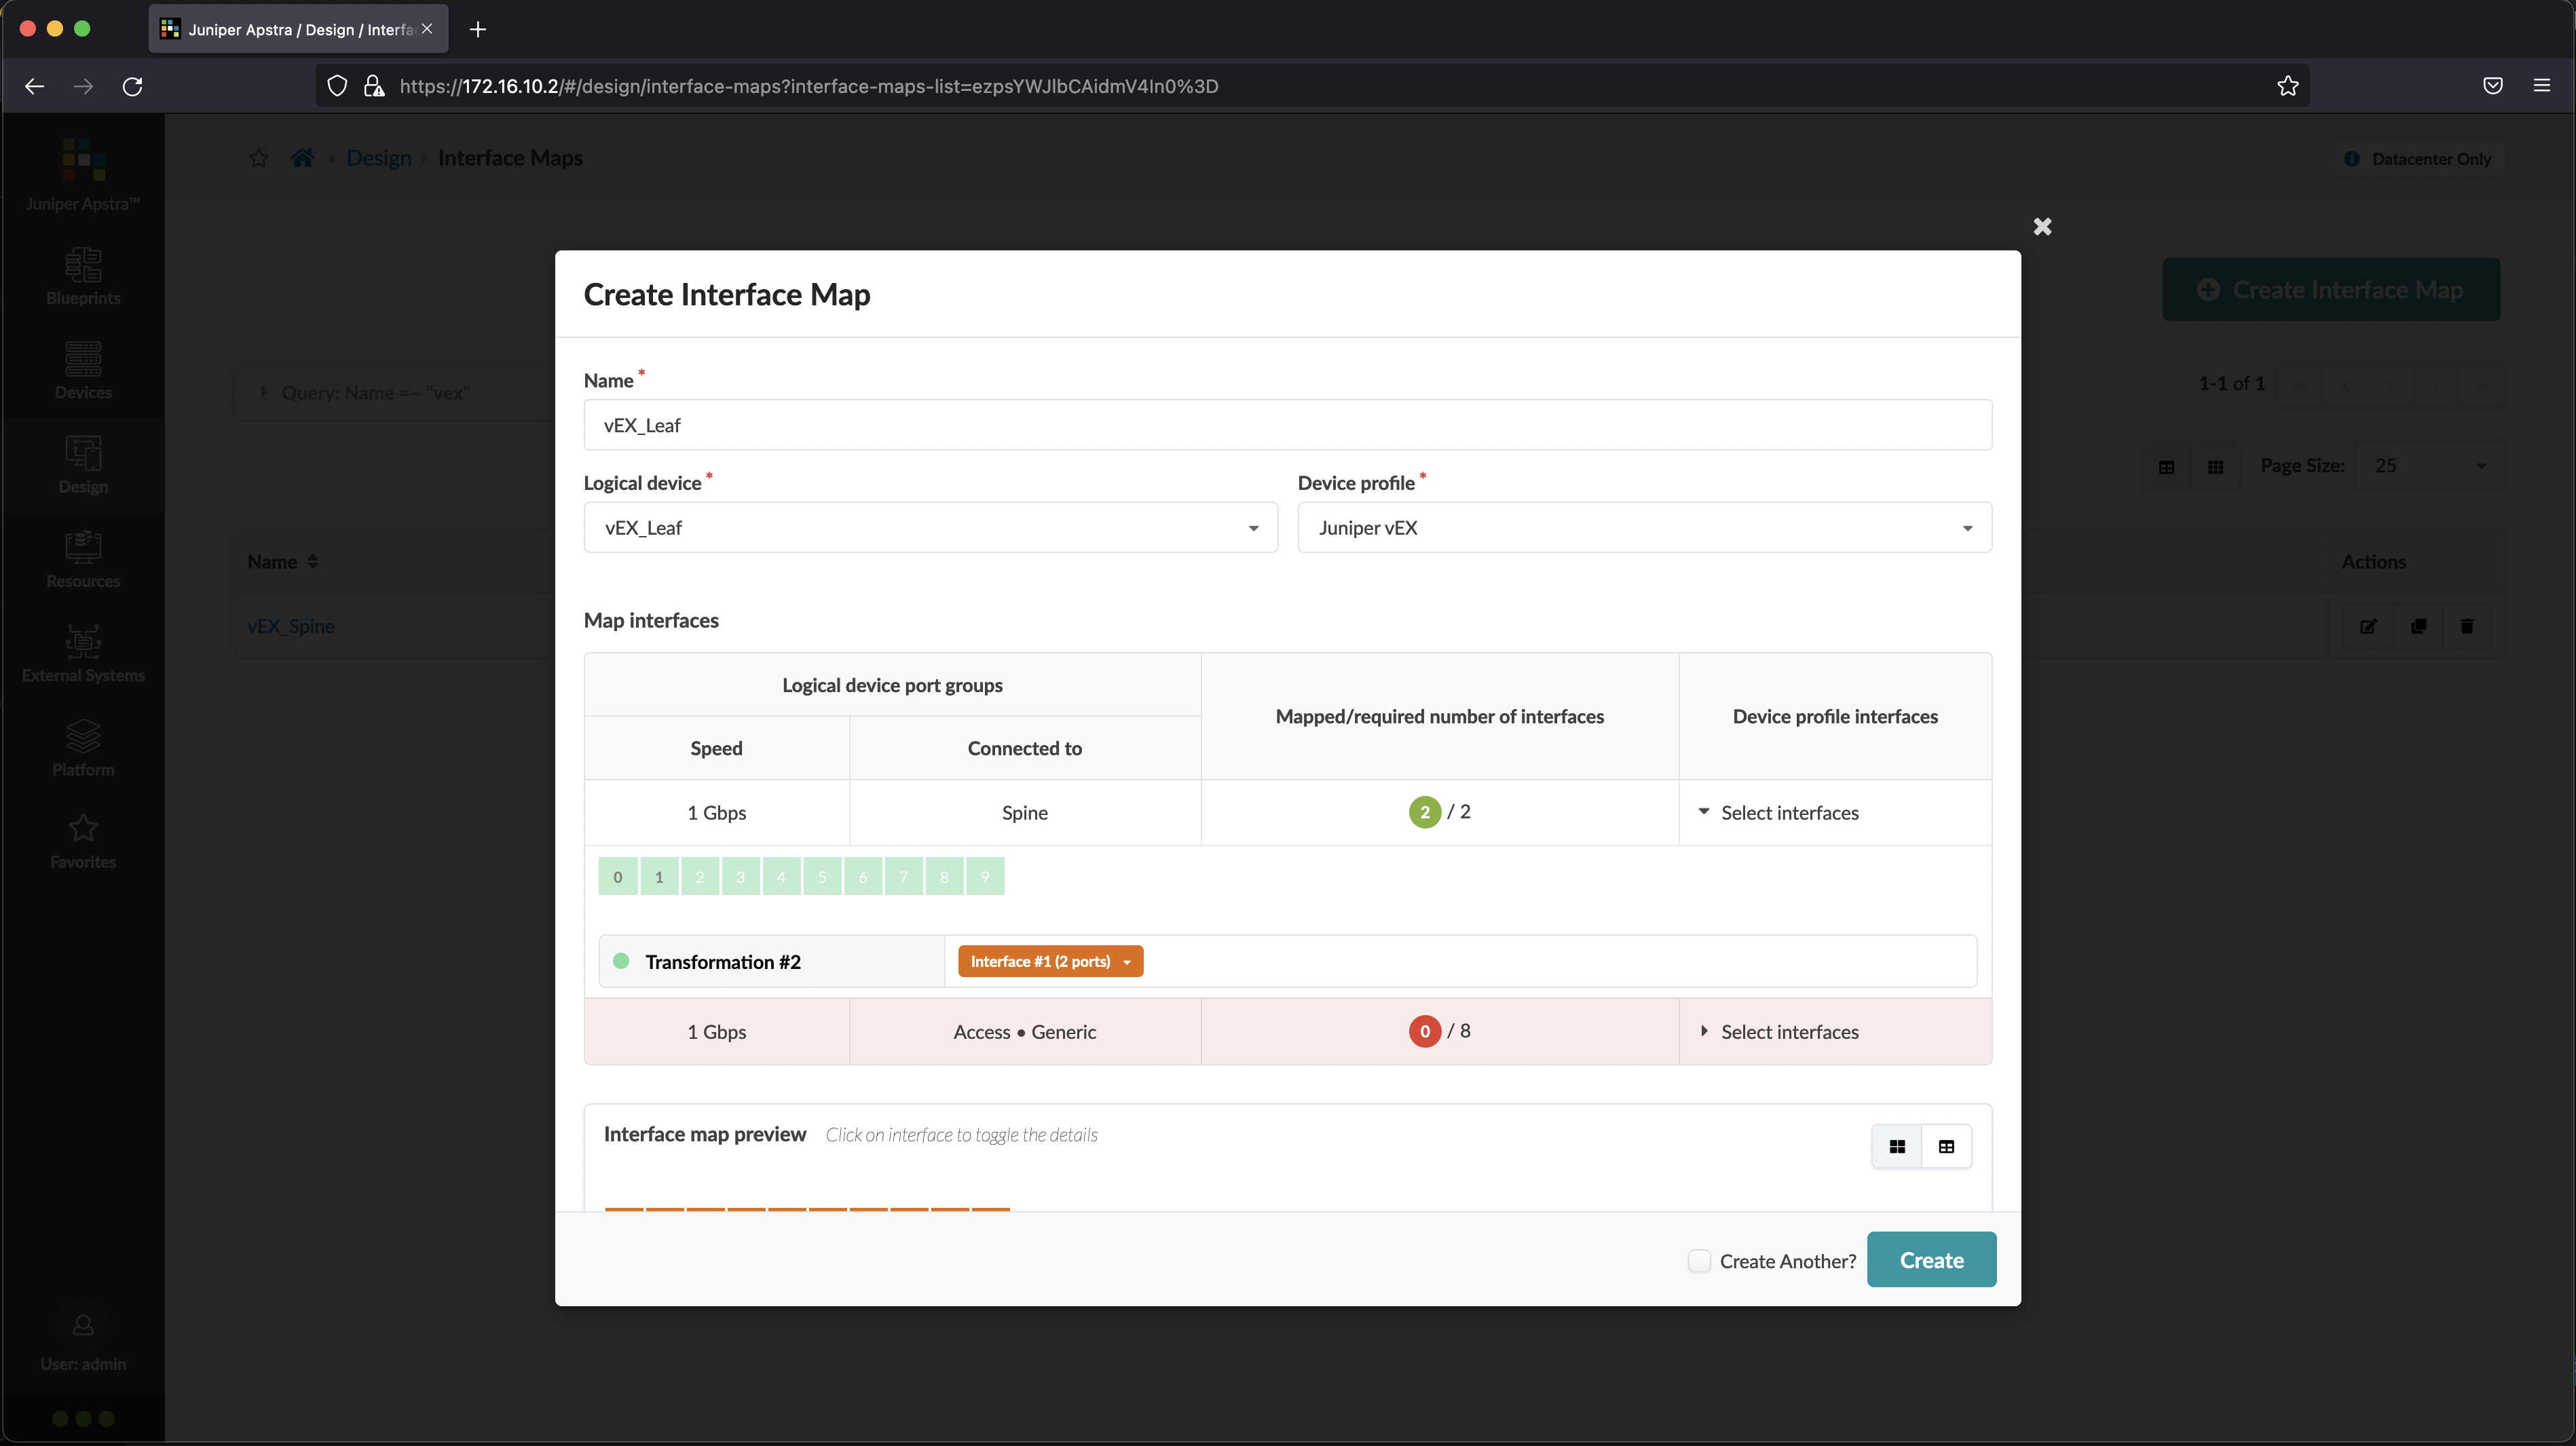 Juniper Apstra / Design / Interfa
https://172.16.10.2/#/design/interface-maps?interface-maps-list=ezpsYWJlbCAidmV4In0%3D
Juniper Apstra™
Blueprints
Devices
Design
Resources
External Systems
Platform
Favorites
User: admin
Design
Interface Maps
Datacenter Only
Create Interface Map
Query: Name =~ "vex"
1-1 of 1
Page Size: 25
Name
Actions
vEX_Spine
Create Interface Map
Name *
vEX_Leaf
Logical device *
Device profile *
vEX_Leaf
Juniper vEX
Map interfaces
Logical device port groups
Mapped/required number of interfaces
Device profile interfaces
Speed
Connected to
1 Gbps
Spine
2 / 2
Select interfaces
0 1 2 3 4 5 6 7 8 9
Transformation #2
Interface #1 (2 ports)
1 Gbps
Access • Generic
0 / 8
Select interfaces
Interface map preview
Click on interface to toggle the details
Create Another?
Create